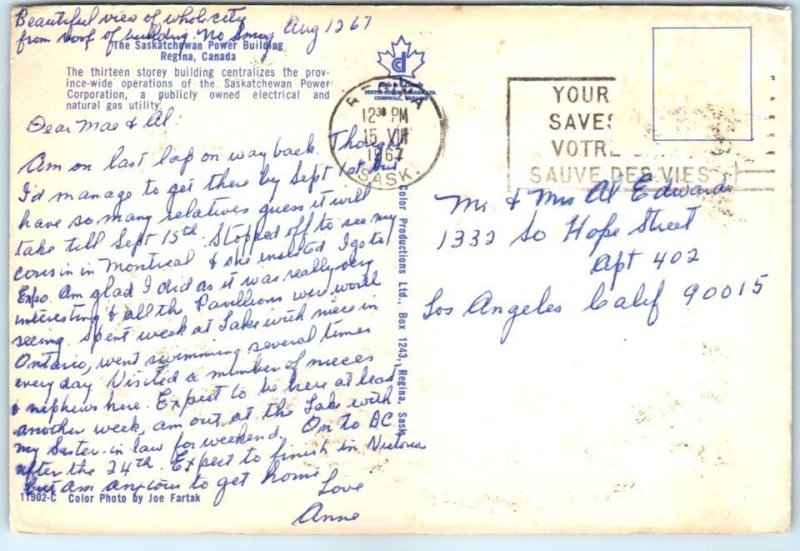 Beautiful view of whole city
from roof of building. No smog
Aug 12 67
The Saskatchewan Power Building
Regina, Canada
The thirteen storey building centralizes the prov-
ince-wide operations of the Saskatchewan Power
Corporation, a publicly owned electrical and
natural gas utility.
Dear Mae & Al:
Am on last lap on way back. Thought
I'd manage to get there by Sept 1st but
have so many relatives guess it will
take till Sept 15th. Stopped off to see my
cousin in Montreal & she insisted I go to
Expo. Am glad I did as it was really very
interesting & all the Pavillions were worth
seeing. Spent week at Lake with niece in
Ontario, went swimming several times
every day. Visited a number of nieces
& nephews here. Expect to be here at least
another week, am out at the Lake with
my Sister-in law for weekend. On to BC.
after the 24th. Expect to finish in Victoria
but am anxious to get home
Love
Anne
11902-C Color Photo by Joe Fartak
Color Productions Ltd., Box 1243, Regina, Sask.
REGINA
12 30 PM
15 VIII
1967
SASK.
YOUR
SAVES
VOTRE
SAUVE DES VIES
Mr. & Mrs Al Edwards
1332 So Hope Street
Apt 402
Los Angeles Calif 90015